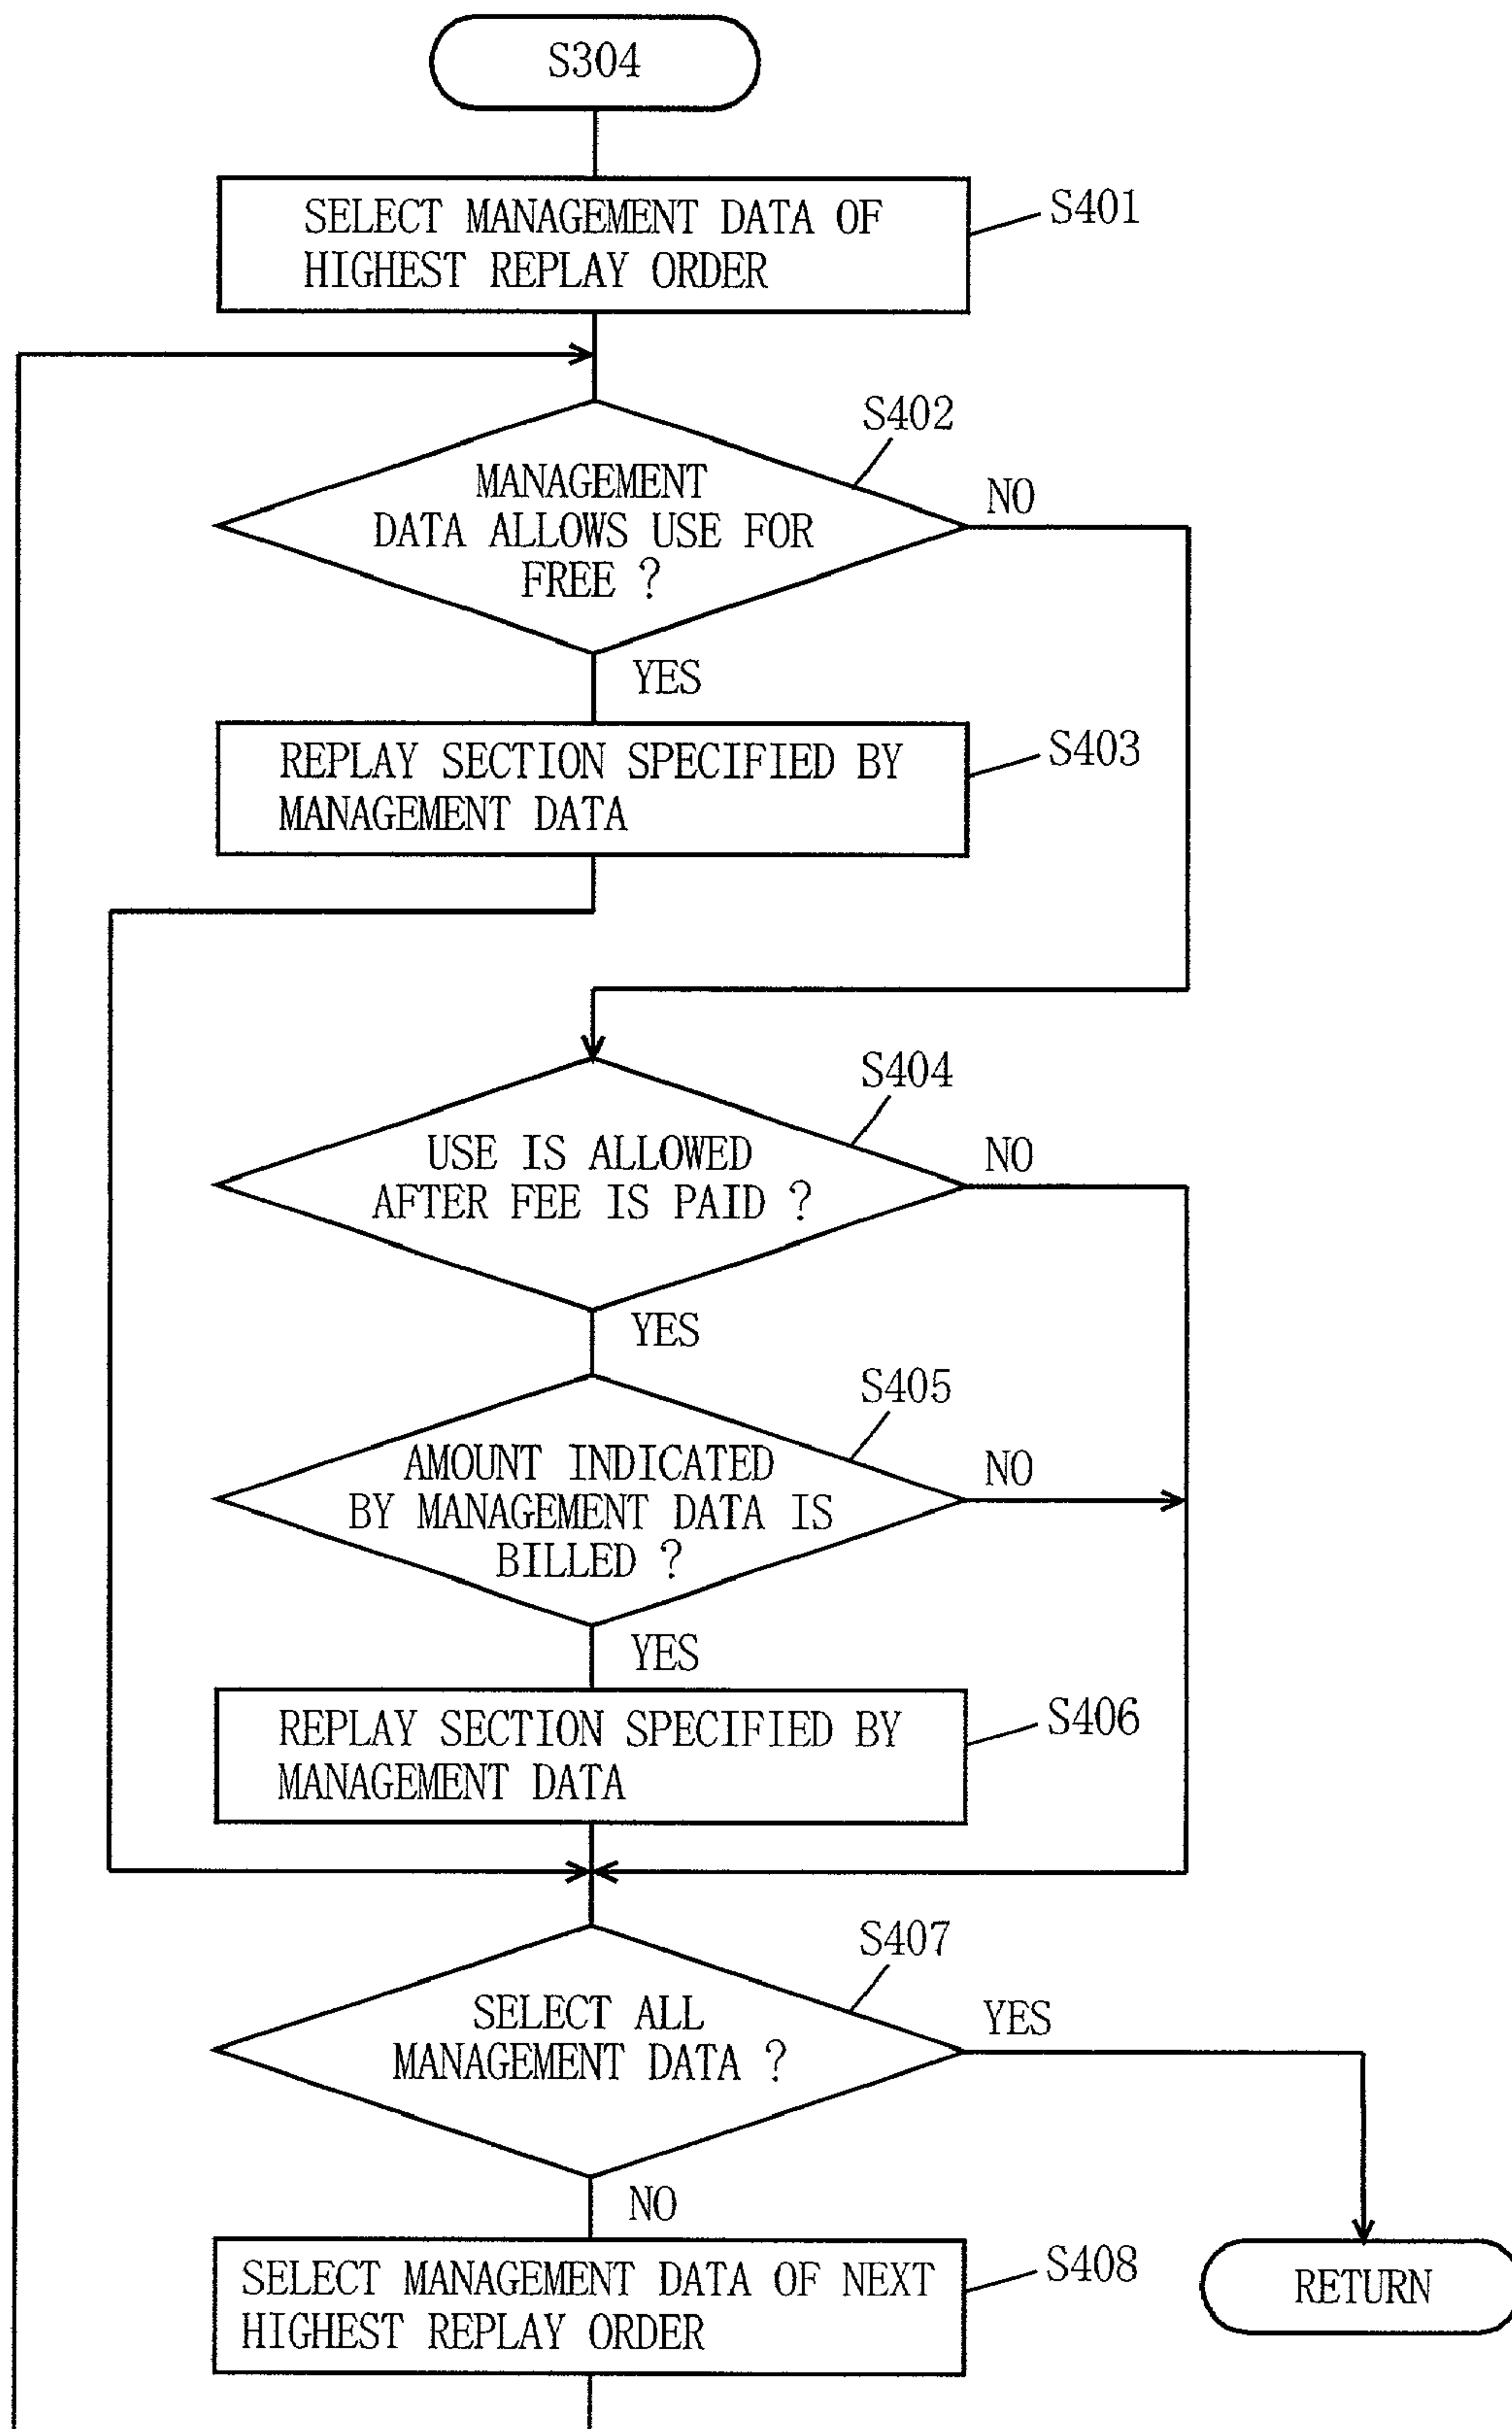 S304
SELECT MANAGEMENT DATA OF
HIGHEST REPLAY ORDER
S401
S402
MANAGEMENT
DATA ALLOWS USE FOR
FREE ?
NO
YES
REPLAY SECTION SPECIFIED BY
MANAGEMENT DATA
S403
S404
USE IS ALLOWED
AFTER FEE IS PAID ?
NO
YES
S405
AMOUNT INDICATED
BY MANAGEMENT DATA IS
BILLED ?
NO
YES
REPLAY SECTION SPECIFIED BY
MANAGEMENT DATA
S406
S407
SELECT ALL
MANAGEMENT DATA ?
YES
NO
SELECT MANAGEMENT DATA OF NEXT
HIGHEST REPLAY ORDER
S408
RETURN